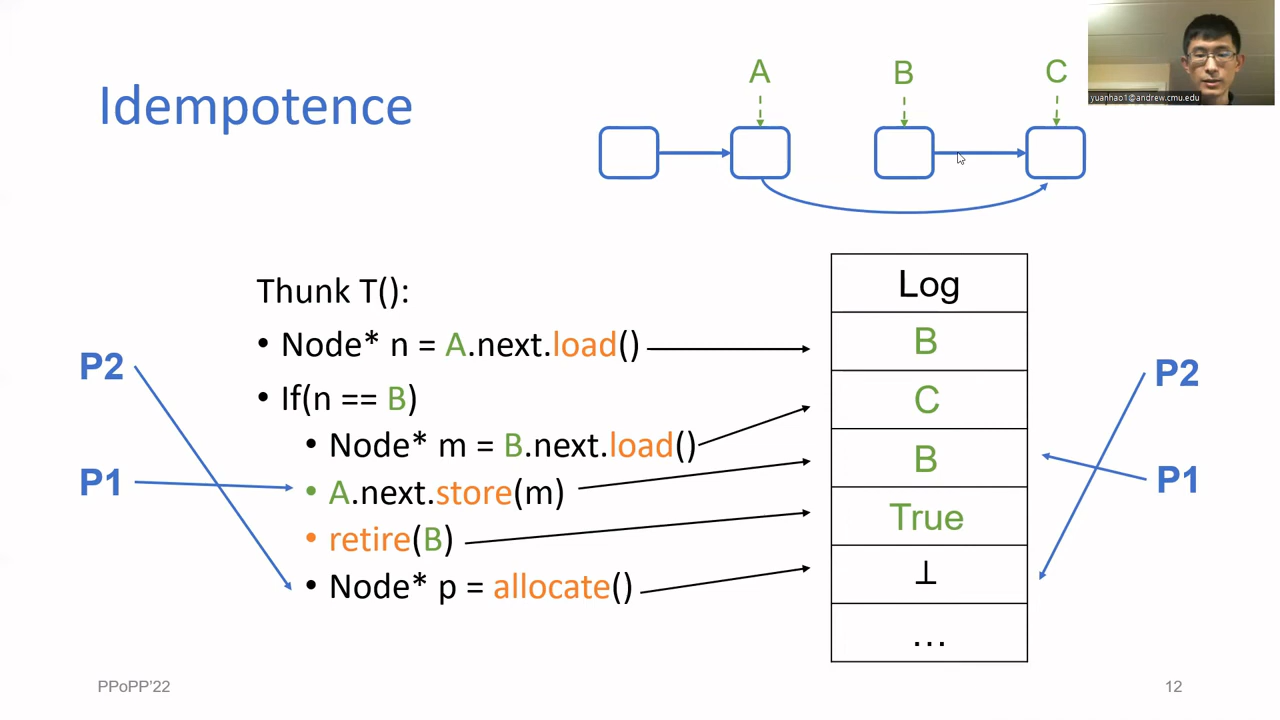 Idempotence
A
B
C
yuanhao1@andrew.cmu.edu
Thunk T():
• Node* n = A.next.load()
• If(n == B)
• Node* m = B.next.load()
• A.next.store(m)
• retire(B)
• Node* p = allocate()
P2
P1
Log
B
C
B
True
⊥
...
P2
P1
PPoPP'22
12